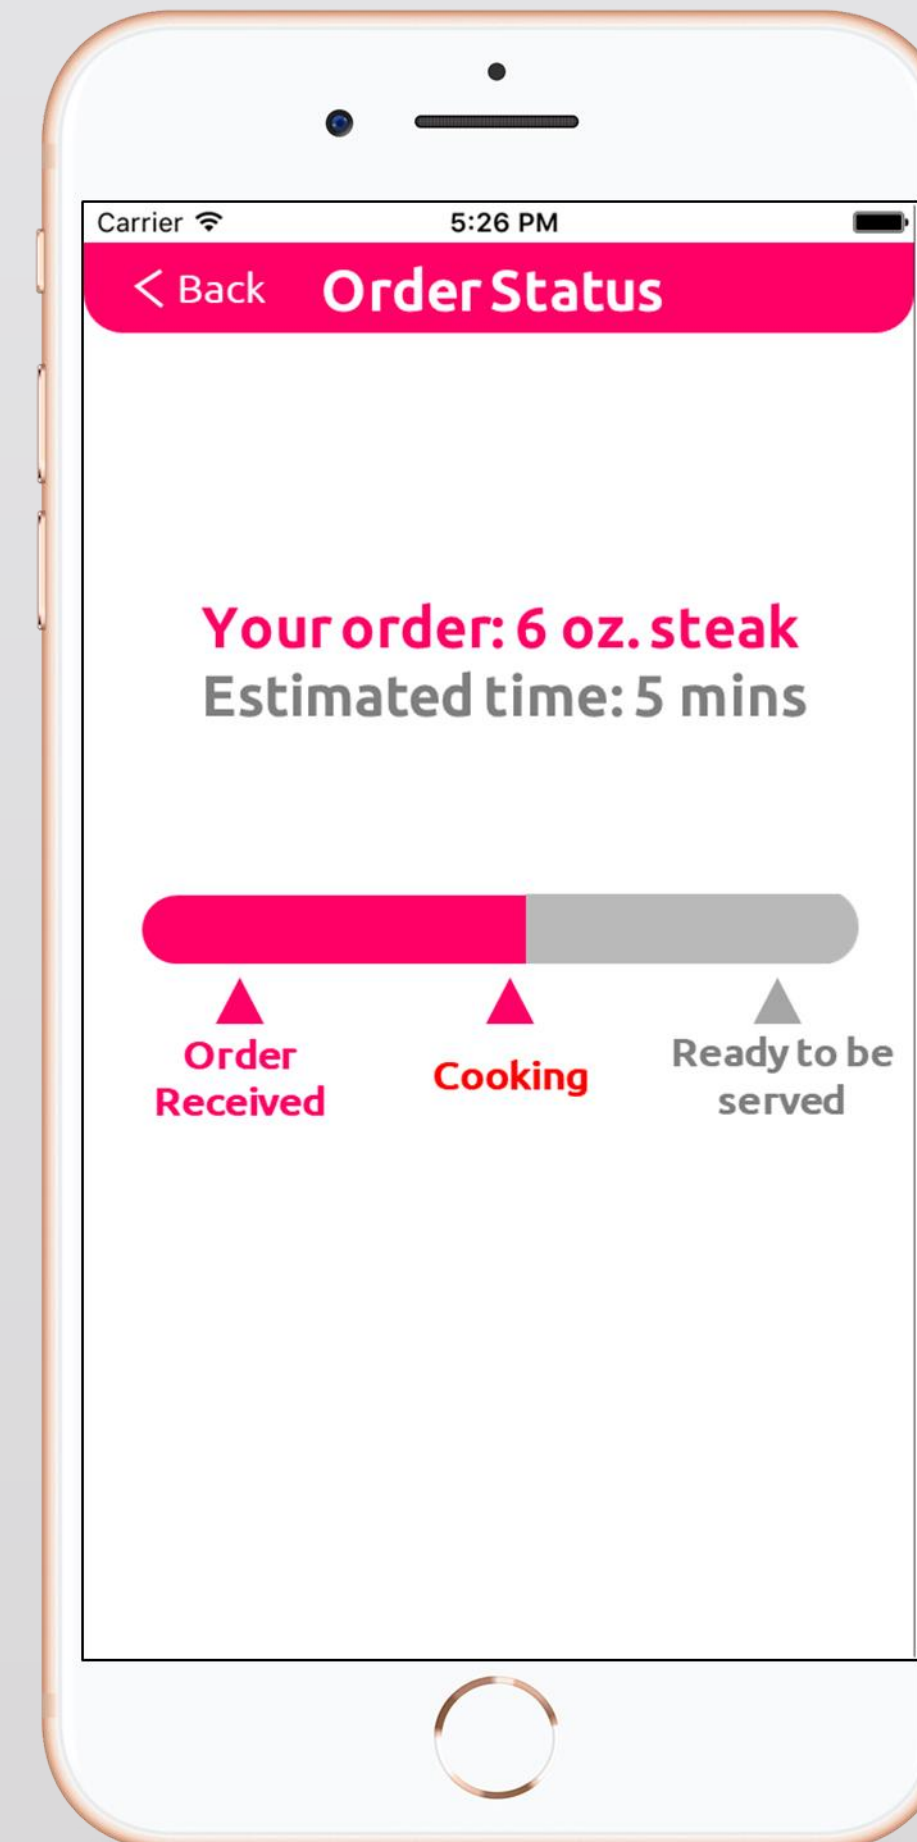 Carrier 5:26 PM
< Back Order Status
Your order: 6 oz. steak
Estimated time: 5 mins
Order
Received
Cooking
Ready to be
served